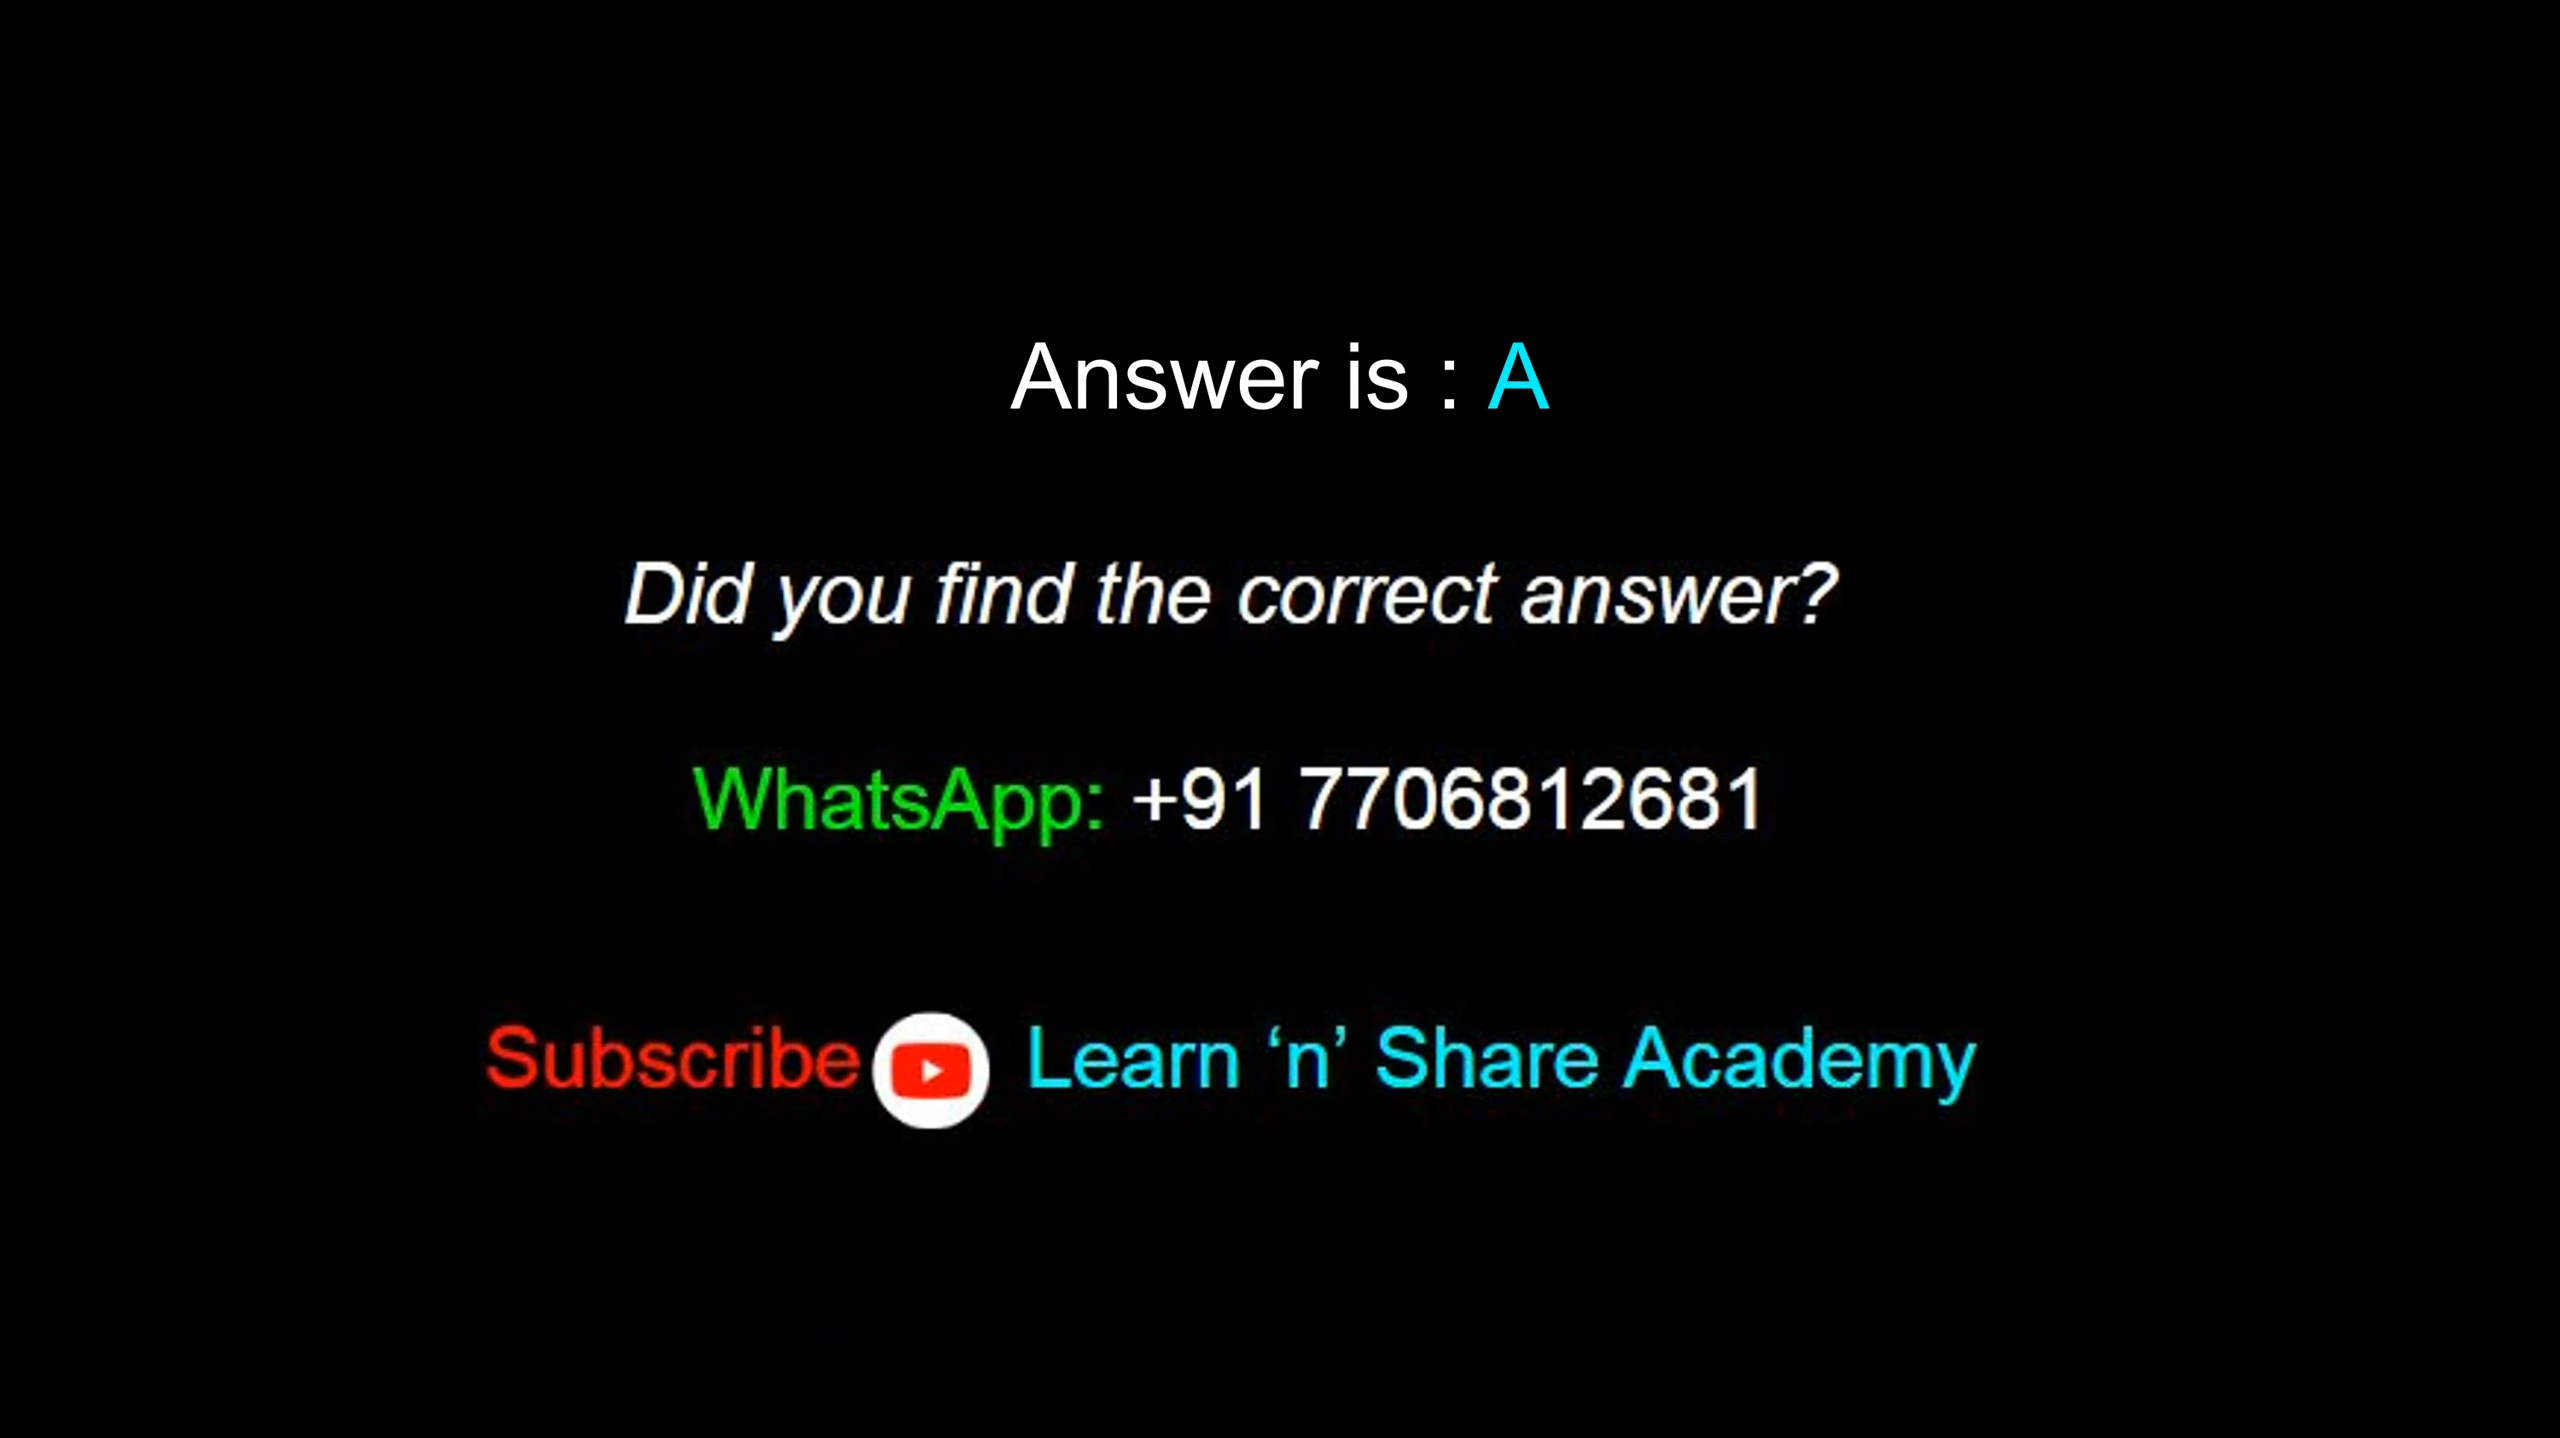 Answer is : A
Did you find the correct answer?
WhatsApp: +91 7706812681
Subscribe Learn ‘n’ Share Academy